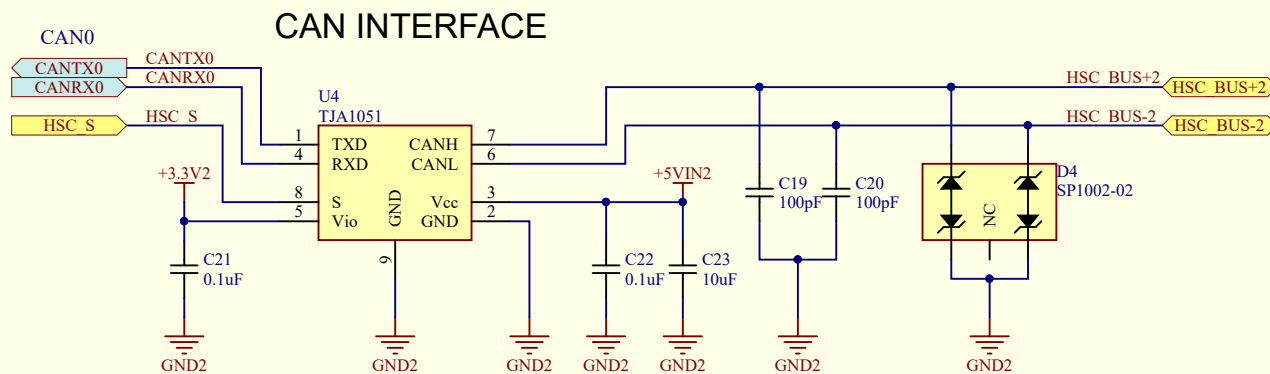 CAN INTERFACE
CAN0
CANTX0
CANTX0
CANRX0
CANRX0
HSC_S
HSC_S
HSC_BUS+2
HSC_BUS+2
HSC_BUS-2
HSC_BUS-2
U4
TJA1051
1
TXD
CANH
7
4
RXD
CANL
6
8
S
Vcc
3
5
Vio
GND
2
GND
9
+3.3V2
+5VIN2
C21
0.1uF
C22
0.1uF
C23
10uF
C19
100pF
C20
100pF
D4
SP1002-02
NC
GND2
GND2
GND2
GND2
GND2
GND2
GND2